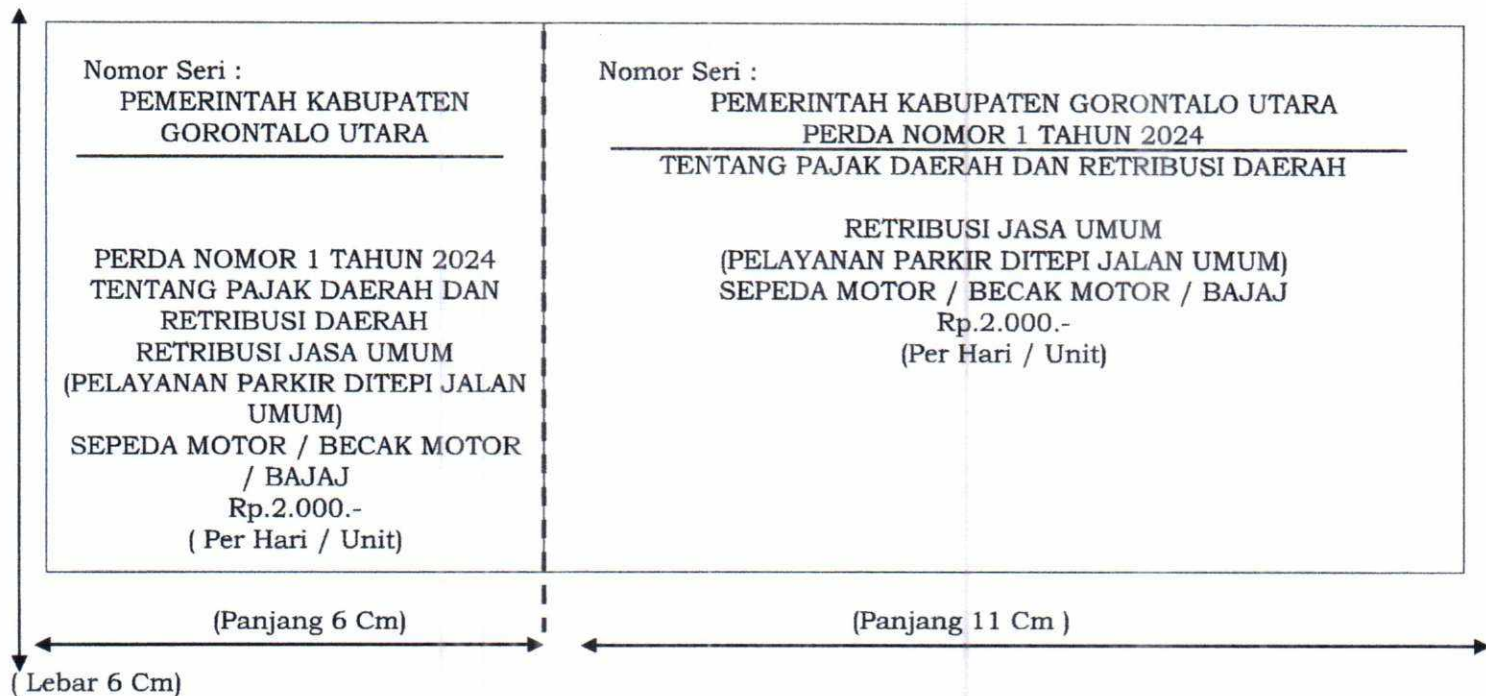 Nomor Seri :
PEMERINTAH KABUPATEN
GORONTALO UTARA
PERDA NOMOR 1 TAHUN 2024
TENTANG PAJAK DAERAH DAN
RETRIBUSI DAERAH
RETRIBUSI JASA UMUM
(PELAYANAN PARKIR DITEPI JALAN
UMUM)
SEPEDA MOTOR / BECAK MOTOR
/ BAJAJ
Rp.2.000.-
( Per Hari / Unit)
Nomor Seri :
PEMERINTAH KABUPATEN GORONTALO UTARA
PERDA NOMOR 1 TAHUN 2024
TENTANG PAJAK DAERAH DAN RETRIBUSI DAERAH
RETRIBUSI JASA UMUM
(PELAYANAN PARKIR DITEPI JALAN UMUM)
SEPEDA MOTOR / BECAK MOTOR / BAJAJ
Rp.2.000.-
(Per Hari / Unit)
(Panjang 6 Cm)
(Panjang 11 Cm )
( Lebar 6 Cm)